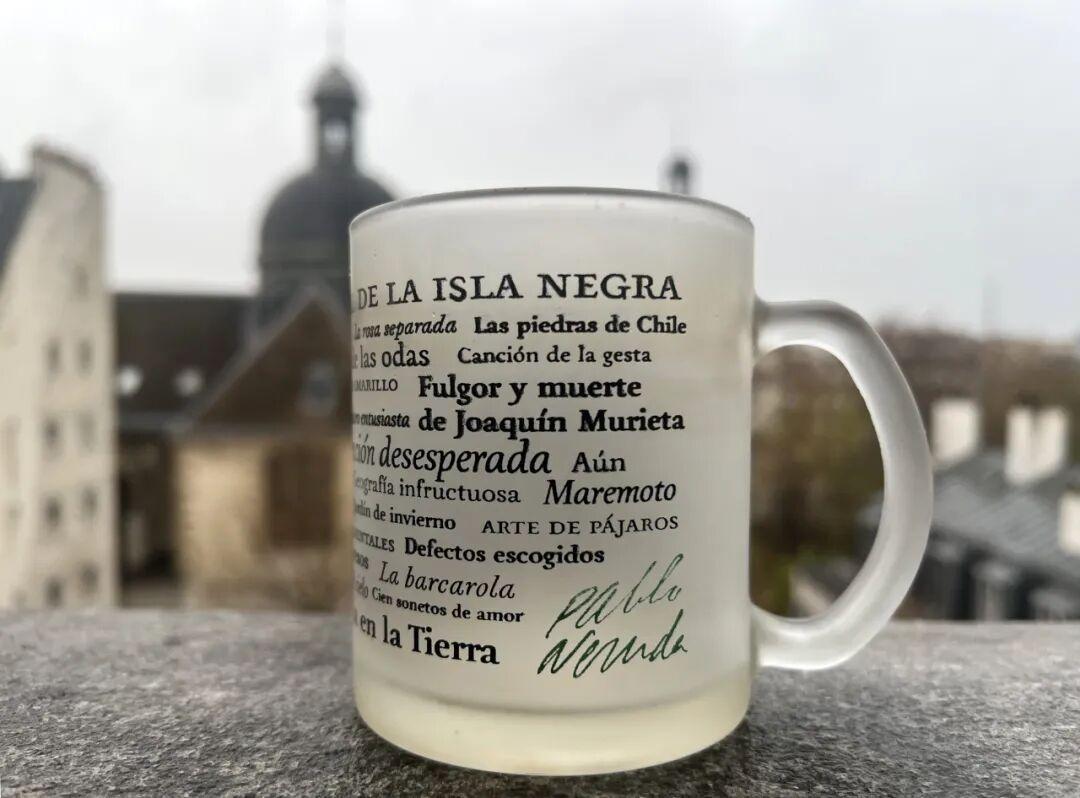 DE LA ISLA NEGRA
la rosa separada Las piedras de Chile
las odas Canción de la gesta
Fulgor y muerte
entusiasta de Joaquín Murieta
desesperada Aún
infructuosa Maremoto
de invierno ARTE DE PÁJAROS
Defectos escogidos
La barcarola
Cien sonetos de amor
en la Tierra
Pablo
Neruda